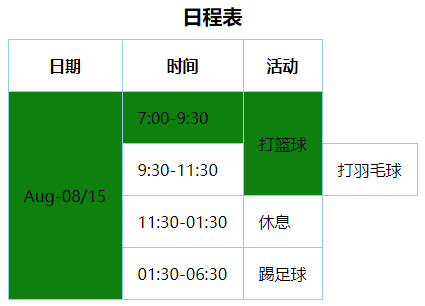 日程表
日期 时间 活动
7:00-9:30
打篮球
9:30-11:30 打羽毛球
Aug-08/15
11:30-01:30 休息
01:30-06:30 踢足球